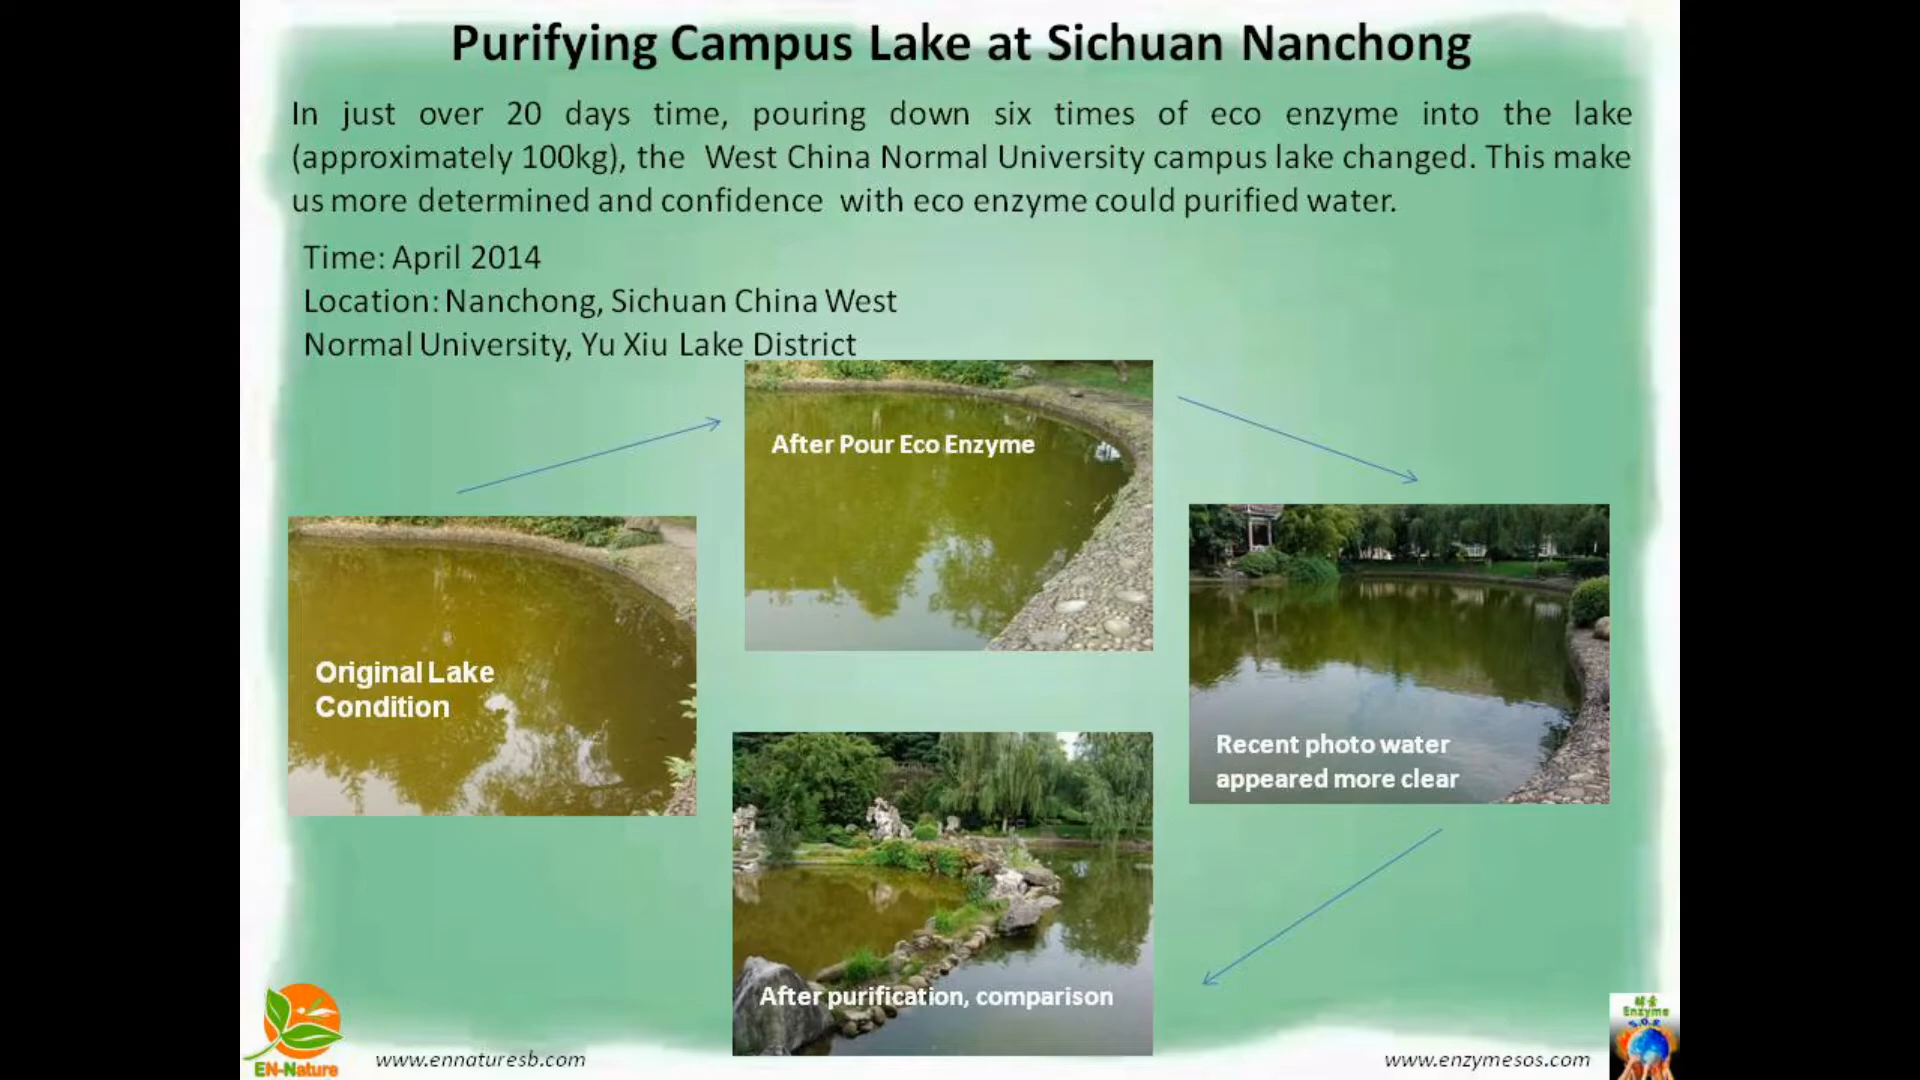 Purifying Campus Lake at Sichuan Nanchong
In just over 20 days time, pouring down six times of eco enzyme into the lake
(approximately 100kg), the West China Normal University campus lake changed. This make
us more determined and confidence with eco enzyme could purified water.
Time: April 2014
Location: Nanchong, Sichuan China West
Normal University, Yu Xiu Lake District
After Pour Eco Enzyme
Original Lake
Condition
Recent photo water
appeared more clear
After purification, comparison
EN-Nature
www.ennaturesb.com
www.enzymesos.com
酵素
Enzyme
S.O.S